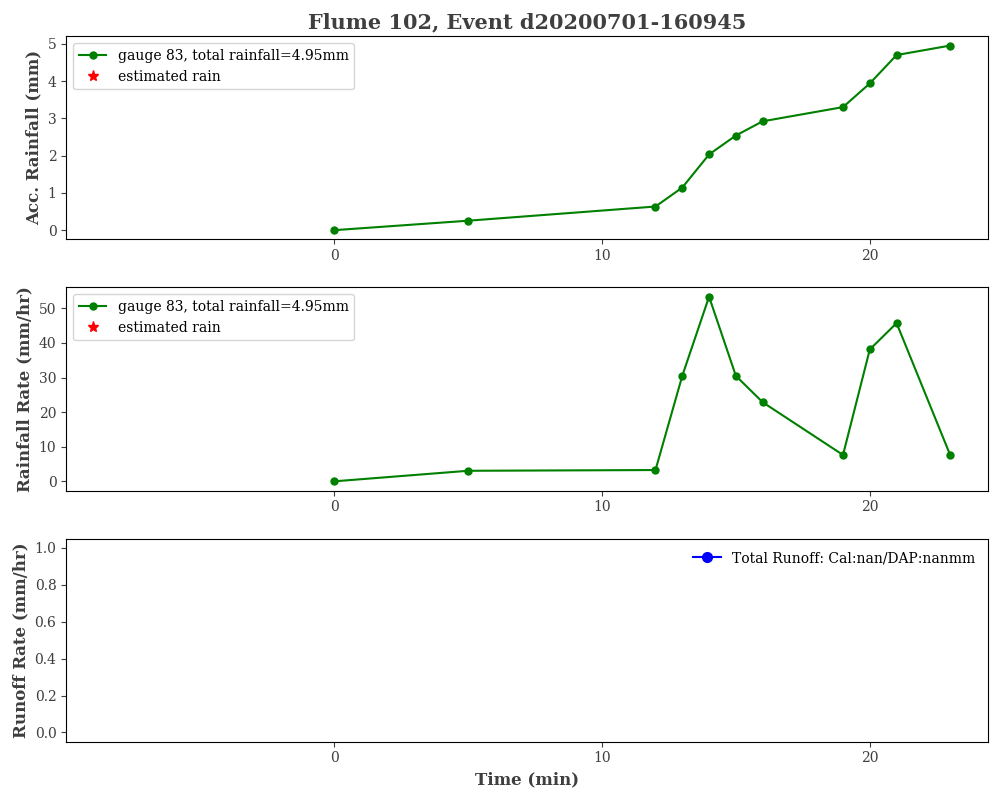 Flume 102, Event d20200701-160945
Acc. Rainfall (mm)
5
4
3
2
1
0
gauge 83, total rainfall=4.95mm
estimated rain
0 10 20
Rainfall Rate (mm/hr)
50
40
30
20
10
0
gauge 83, total rainfall=4.95mm
estimated rain
0 10 20
Runoff Rate (mm/hr)
1.0
0.8
0.6
0.4
0.2
0.0
Total Runoff: Cal:nan/DAP:nanmm
0 10 20
Time (min)